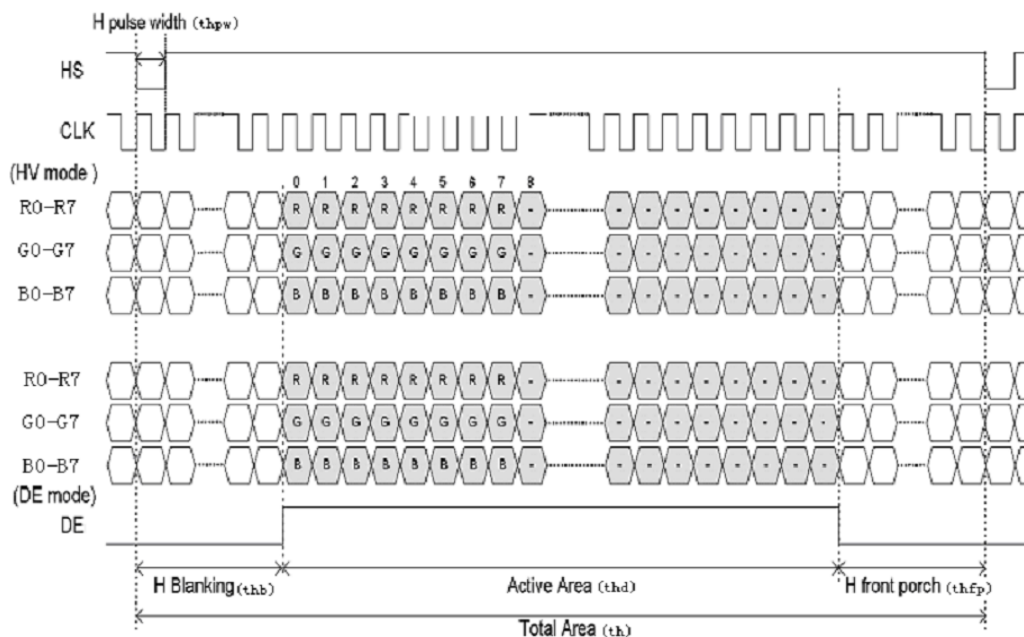 H pulse width (thpw)
HS
CLK
(HV mode )
0 1 2 3 4 5 6 7 8
R0-R7 R R R R R R R R - - - - - - - - -
G0-G7 G G G G G G G G - - - - - - - - -
B0-B7 B B B B B B B B - - - - - - - - -
R0-R7 R R R R R R R R - - - - - - - - -
G0-G7 G G G G G G G G - - - - - - - - -
B0-B7 B B B B B B B B - - - - - - - - -
(DE mode)
DE
H Blanking(thb) Active Area (thd) H front porch (thfp)
Total Area (th)